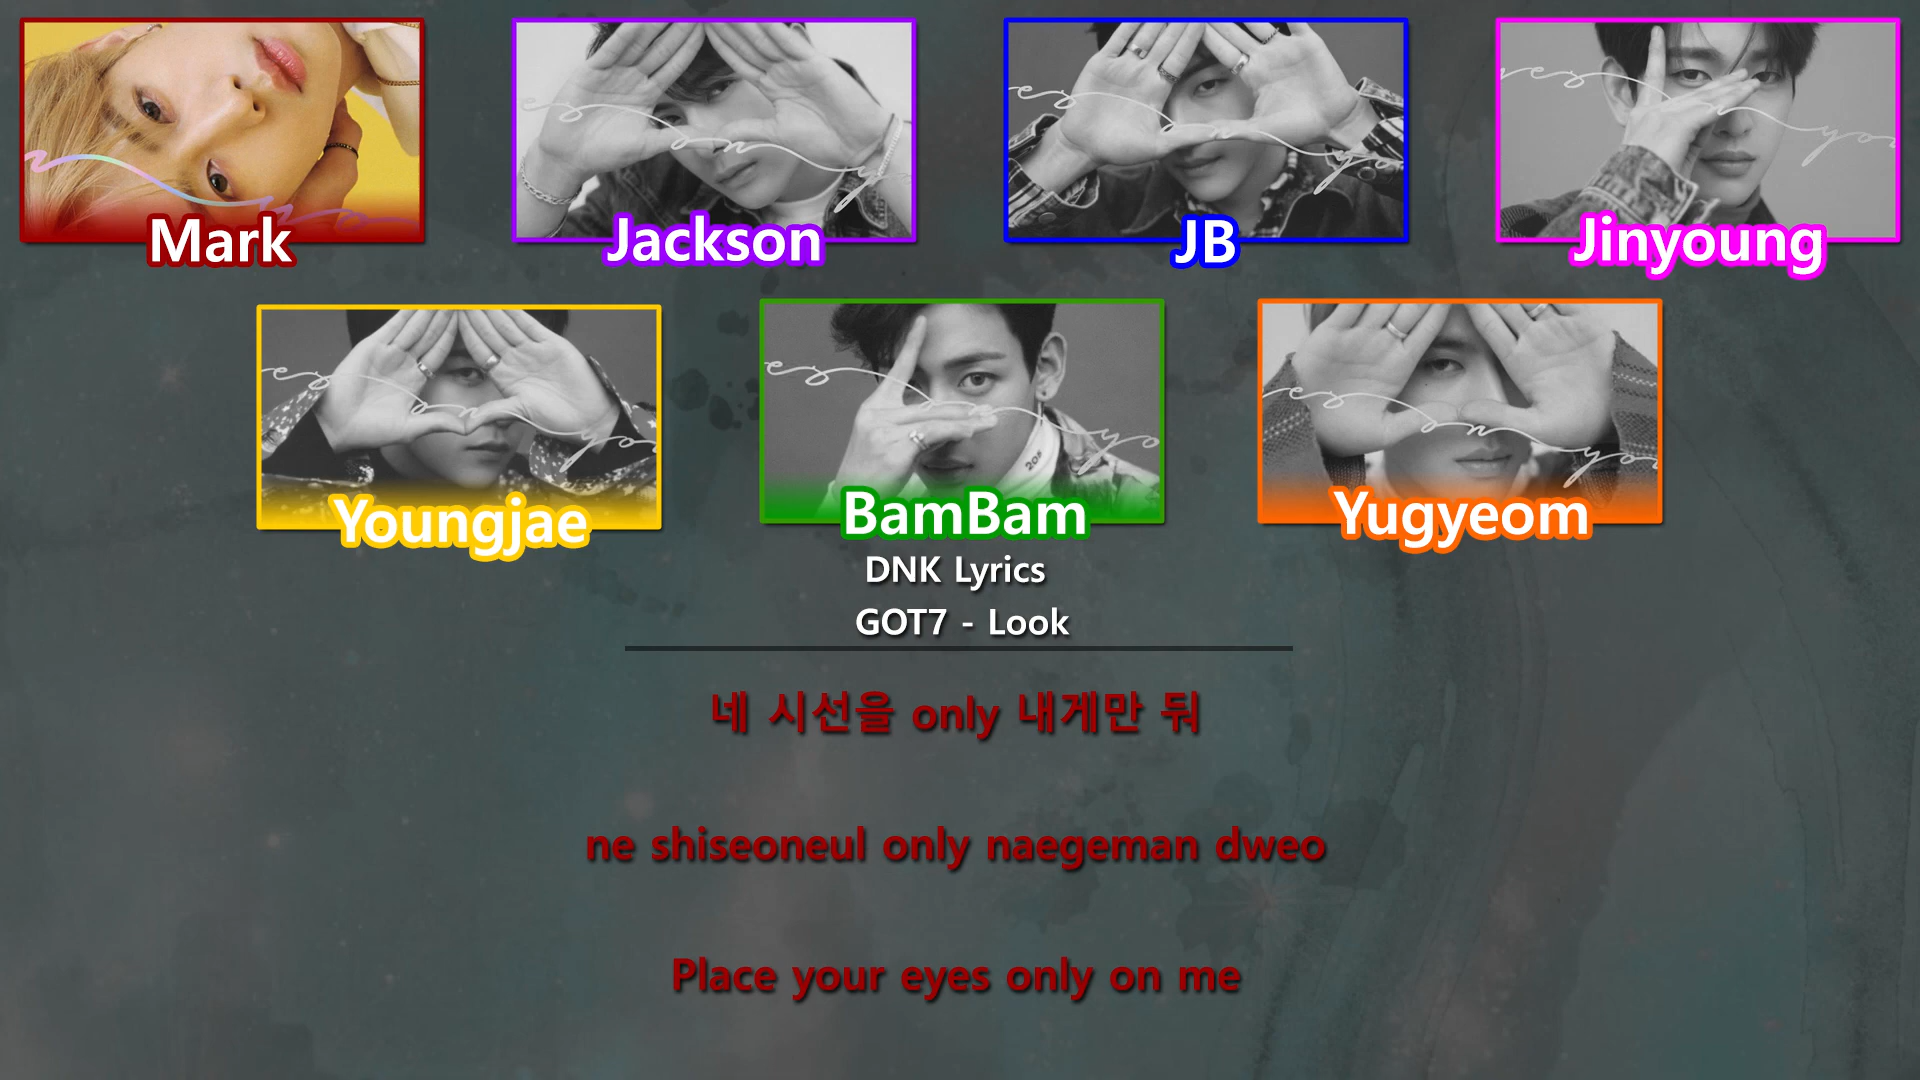 Mark
Jackson
JB
Jinyoung
Youngjae
BamBam
Yugyeom
DNK Lyrics
GOT7 - Look
네 시선을 only 내게만 둬
ne shiseoneul only naegeman dweo
Place your eyes only on me